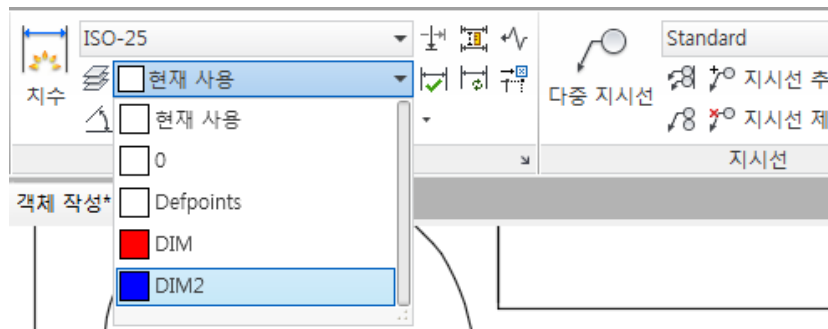 ISO-25
Standard
현재 사용
치수
다중 지시선
지시선 추
현재 사용
지시선 제
0
지시선
객체 작성*
Defpoints
DIM
DIM2